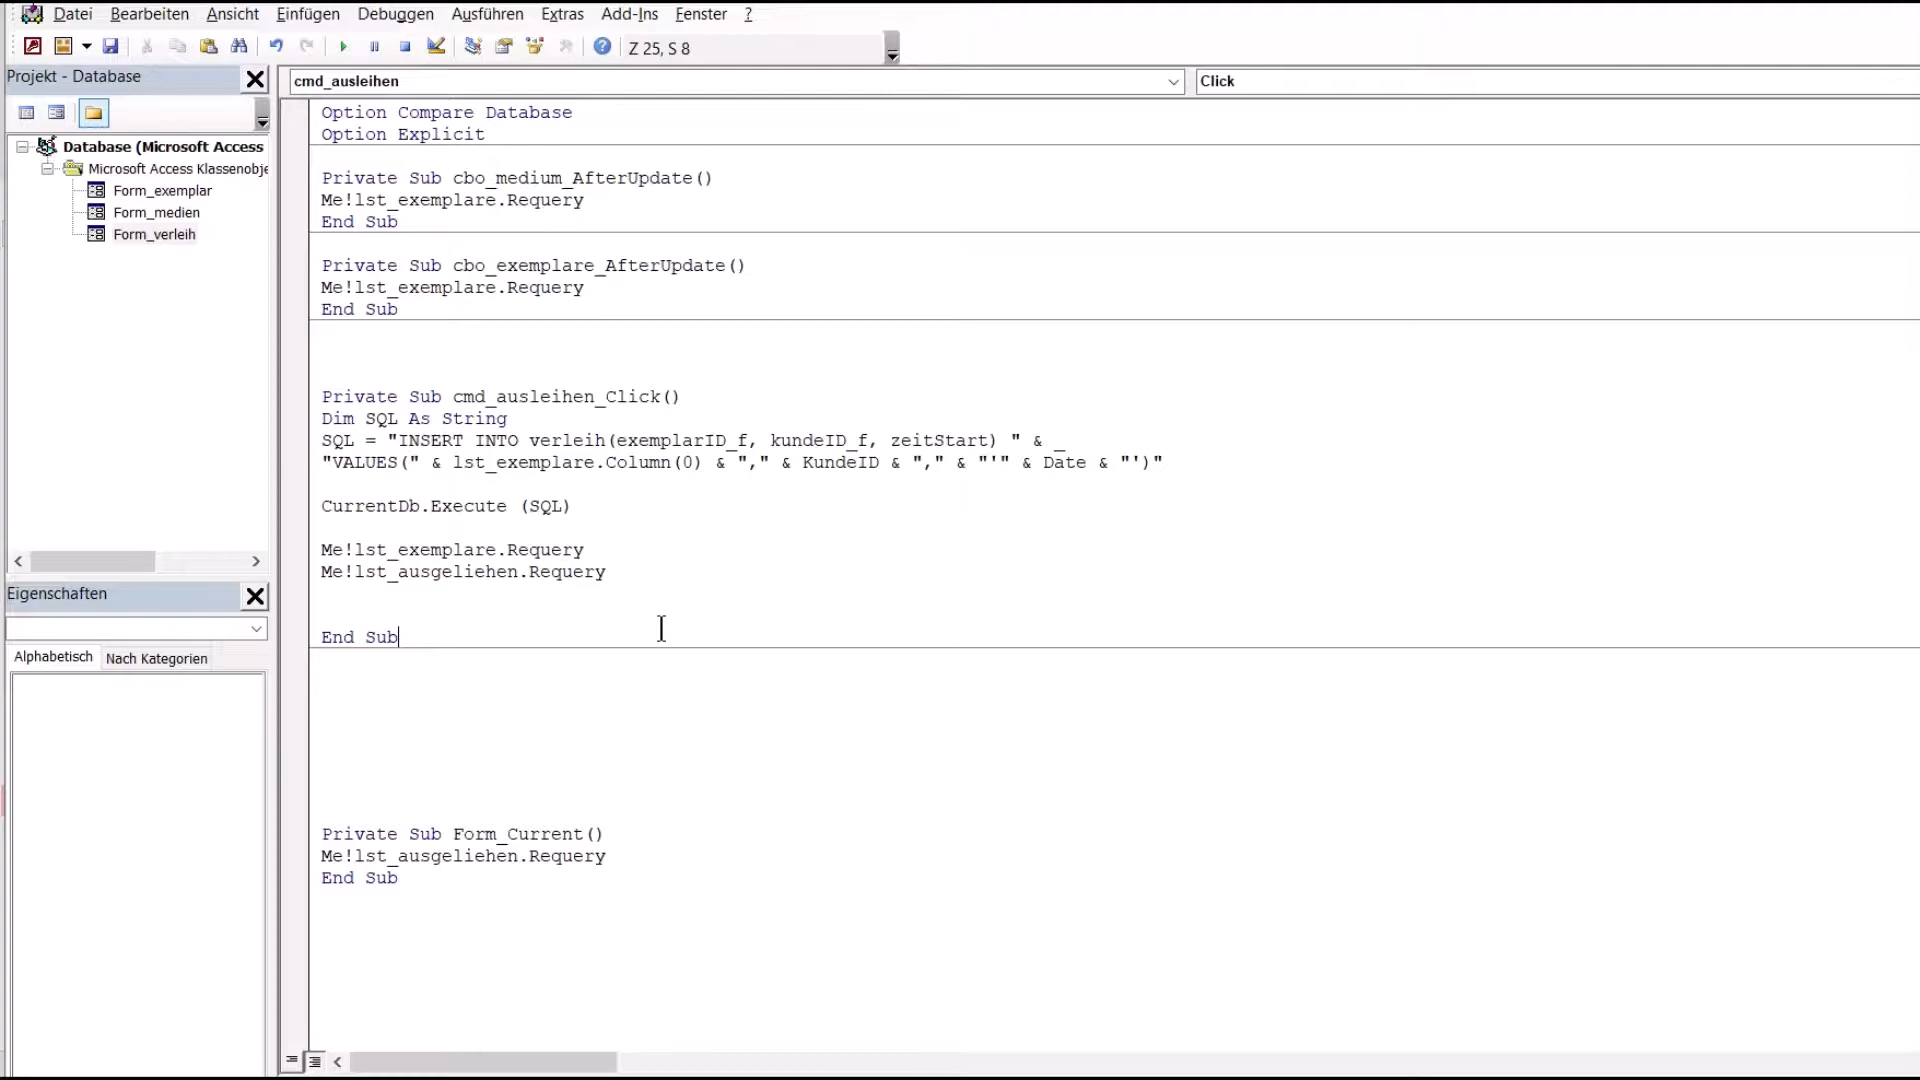 Datei Bearbeiten Ansicht Einfügen Debuggen Ausführen Extras Add-Ins Fenster ?
Z 25, S 8
Projekt - Database
Database (Microsoft Access
Microsoft Access Klassenobje
Form_exemplar
Form_medien
Form_verleih
Eigenschaften
Alphabetisch Nach Kategorien
cmd_ausleihen Click
Option Compare Database
Option Explicit
Private Sub cbo_medium_AfterUpdate()
Me!lst_exemplare.Requery
End Sub
Private Sub cbo_exemplare_AfterUpdate()
Me!lst_exemplare.Requery
End Sub
Private Sub cmd_ausleihen_Click()
Dim SQL As String
SQL = "INSERT INTO verleih(exemplarID_f, kundeID_f, zeitStart) " & _
"VALUES(" & lst_exemplare.Column(0) & "," & KundeID & "," & "'" & Date & "')"
CurrentDb.Execute (SQL)
Me!lst_exemplare.Requery
Me!lst_ausgeliehen.Requery
End Sub
Private Sub Form_Current()
Me!lst_ausgeliehen.Requery
End Sub